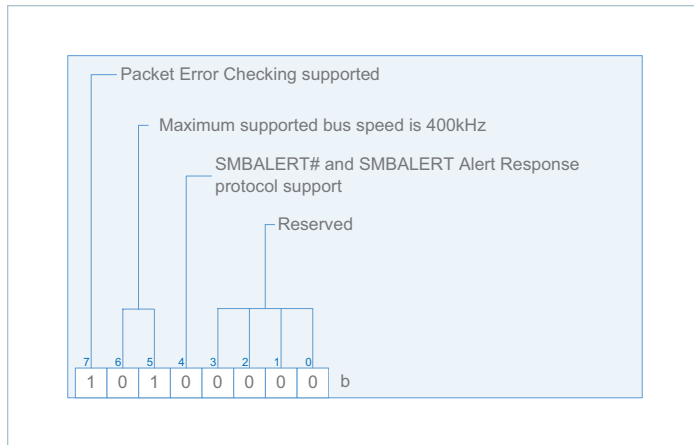 Packet Error Checking supported
Maximum supported bus speed is 400kHz
SMBALERT# and SMBALERT Alert Response
protocol support
Reserved
7 6 5 4 3 2 1 0
1 0 1 0 0 0 0 0 b